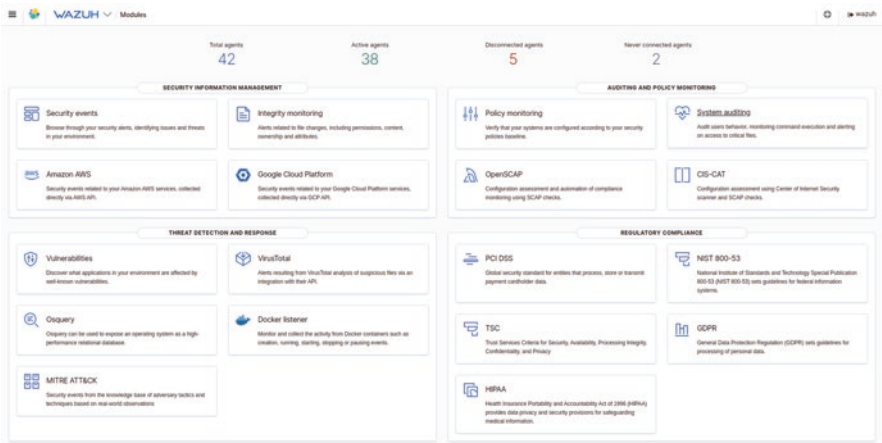 WAZUH Modules wazuh
Total agents Active agents Disconnected agents Never connected agents
42 38 5 2
SECURITY INFORMATION MANAGEMENT
Security events
Browse through your security alerts, identifying issues and threats
in your environment.
Integrity monitoring
Alerts related to file changes, including permissions, content,
ownership and attributes.
aws
Amazon AWS
Security events related to your Amazon AWS services, collected
directly via AWS API.
Google Cloud Platform
Security events related to your Google Cloud Platform services,
collected directly via GCP API.
AUDITING AND POLICY MONITORING
Policy monitoring
Verify that your systems are configured according to your security
policies baseline.
System auditing
Audit users behavior, monitoring command execution and alerting
on access to critical files.
OpenSCAP
Configuration assessment and automation of compliance
monitoring using SCAP checks.
CIS-CAT
Configuration assessment using Center of Internet Security
scanner and SCAP checks.
THREAT DETECTION AND RESPONSE
Vulnerabilities
Discover what applications in your environment are affected by
well-known vulnerabilities.
VirusTotal
Alerts resulting from VirusTotal analysis of suspicious files via an
integration with their API.
Osquery
Osquery can be used to expose an operating system as a high-
performance relational database.
Docker listener
Monitor and collect the activity from Docker containers such as
creation, running, starting, stopping or pausing events.
MITRE ATT&CK
Security events from the knowledge base of adversary tactics and
techniques based on real-world observations
REGULATORY COMPLIANCE
PCI DSS
Global security standard for entities that process, store or transmit
payment cardholder data.
NIST 800-53
National Institute of Standards and Technology Special Publication
800-53 (NIST 800-53) sets guidelines for federal information
systems.
TSC
Trust Services Criteria for Security, Availability, Processing Integrity,
Confidentiality, and Privacy
GDPR
General Data Protection Regulation (GDPR) sets guidelines for
processing of personal data.
HIPAA
Health Insurance Portability and Accountability Act of 1996 (HIPAA)
provides data privacy and security provisions for safeguarding
medical information.